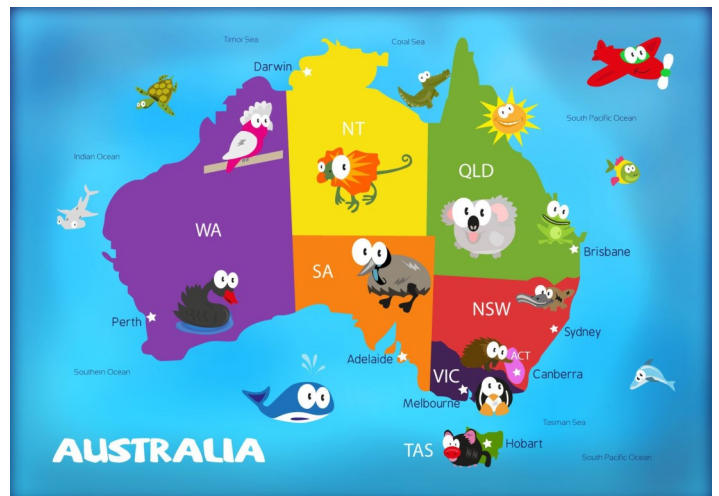 Timor Sea
Coral Sea
Darwin
South Pacific Ocean
NT
Indian Ocean
QLD
WA
Brisbane
SA
NSW
Perth
Sydney
ACT
Adelaide
Southern Ocean
VIC
Canberra
Melbourne
Tasman Sea
AUSTRALIA
TAS
Hobart
South Pacific Ocean